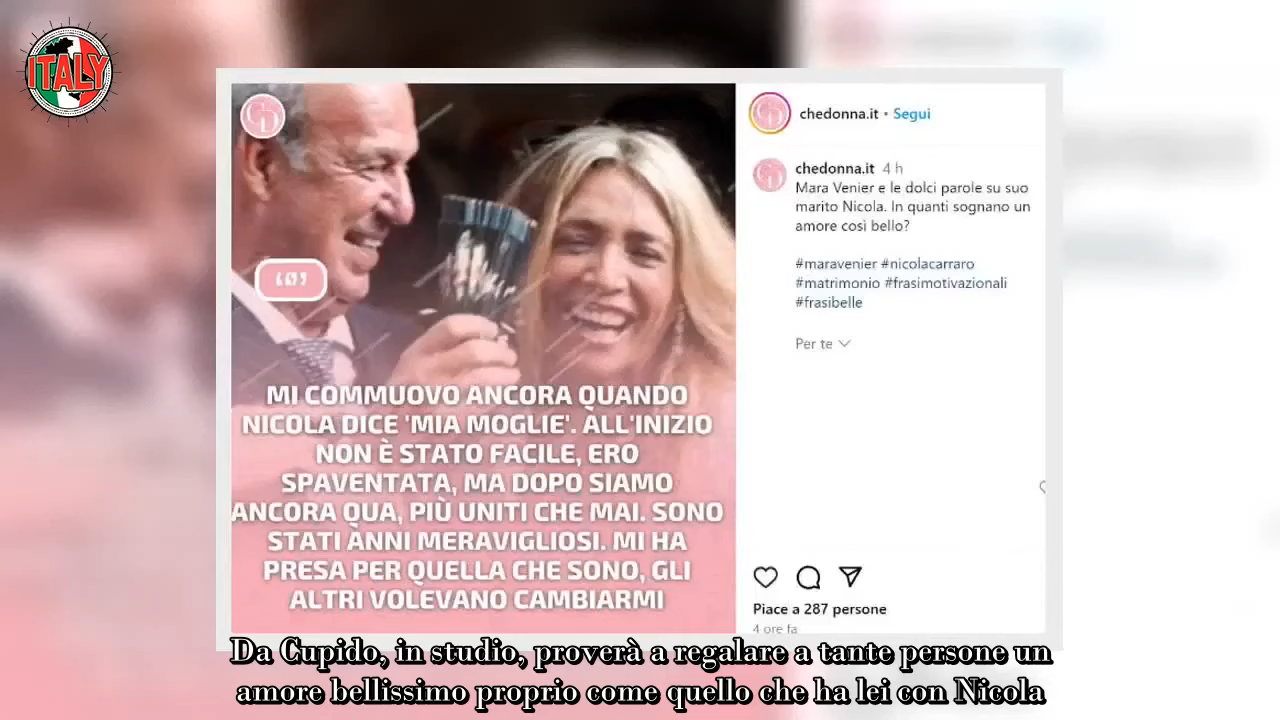 ITALY
CD
chedonna.it • Segui
CD
chedonna.it 4 h
Mara Venier e le dolci parole su suo
marito Nicola. In quanti sognano un
amore così bello?
#maravenier #nicolacarraro
#matrimonio #frasimotivazionali
#frasibelle
Per te
MI COMMUOVO ANCORA QUANDO
NICOLA DICE 'MIA MOGLIE'. ALL'INIZIO
NON È STATO FACILE, ERO
SPAVENTATA, MA DOPO SIAMO
ANCORA QUA, PIÙ UNITI CHE MAI. SONO
STATI ANNI MERAVIGLIOSI. MI HA
PRESA PER QUELLA CHE SONO, GLI
ALTRI VOLEVANO CAMBIARMI
Piace a 287 persone
4 ore fa
Da Cupido, in studio, proverà a regalare a tante persone un
amore bellissimo proprio come quello che ha lei con Nicola